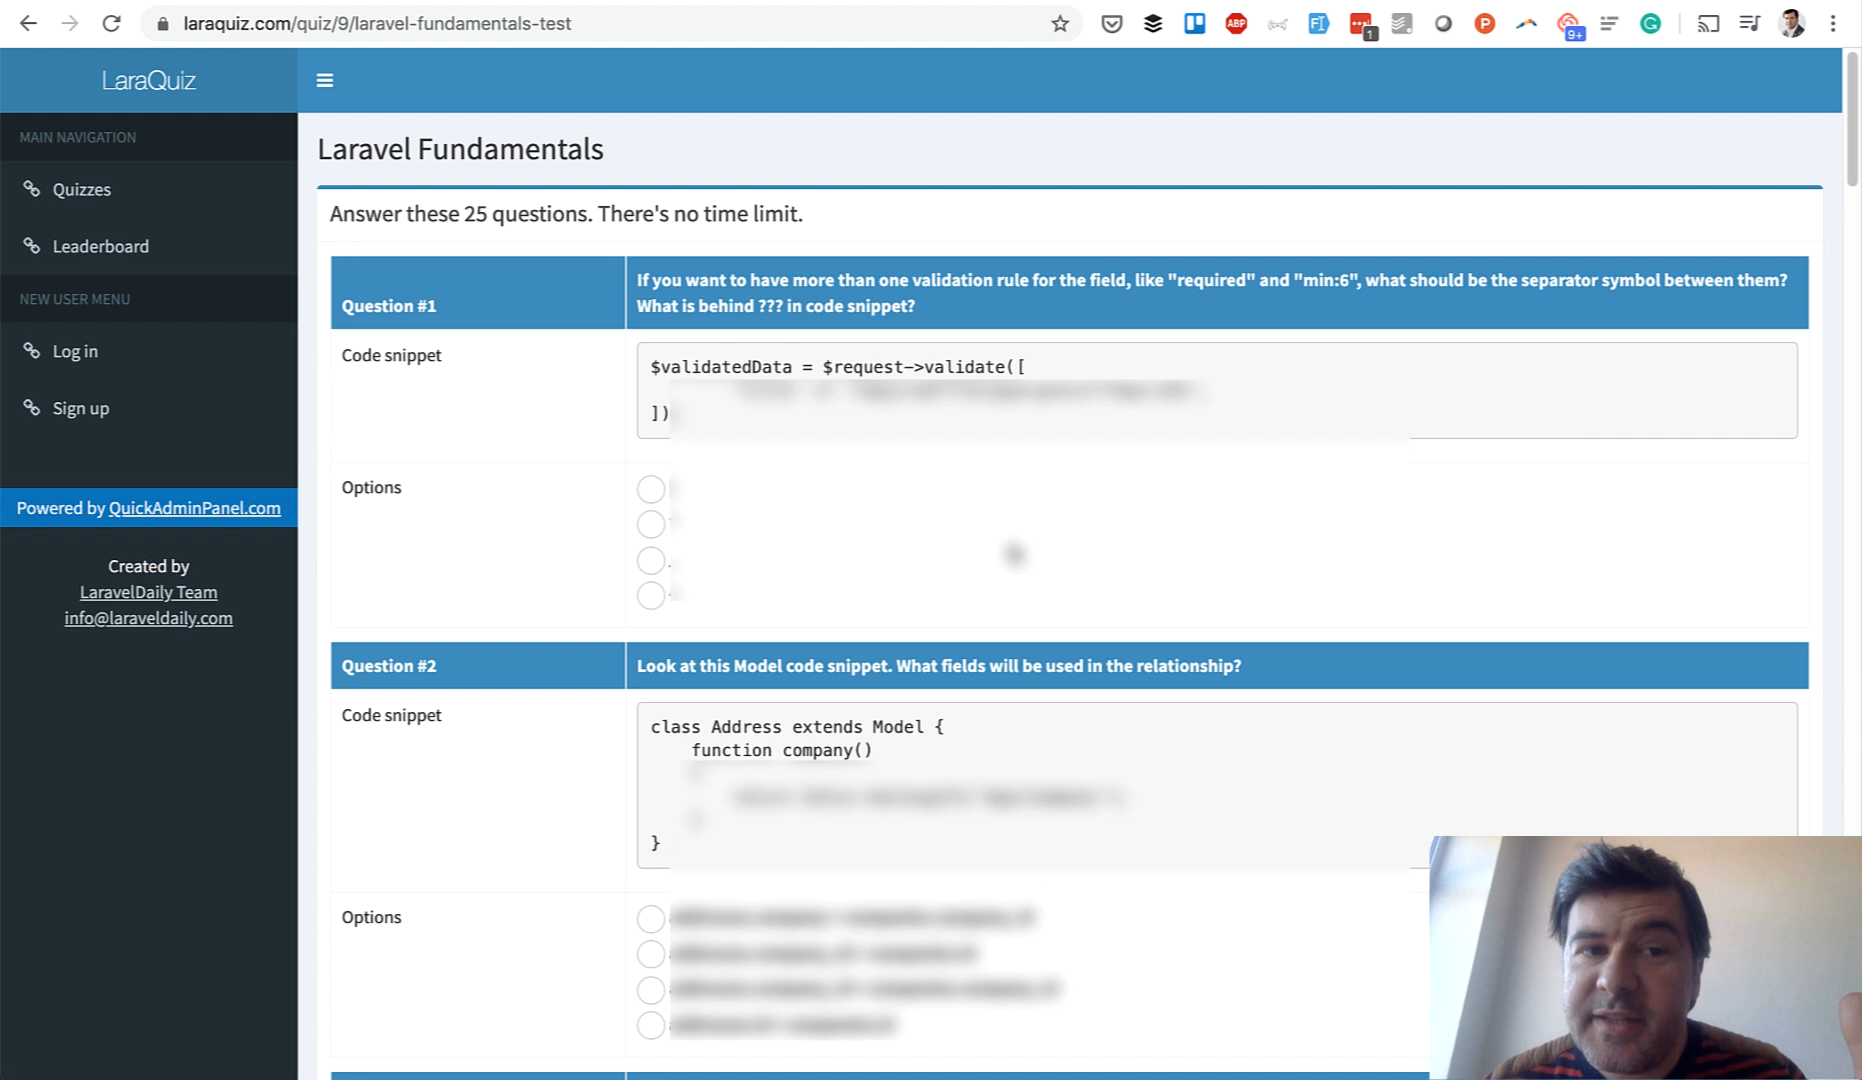 laraquiz.com/quiz/9/laravel-fundamentals-test
ABP
1
P
9+
G
LaraQuiz
MAIN NAVIGATION
Quizzes
Leaderboard
NEW USER MENU
Log in
Sign up
Powered by QuickAdminPanel.com
Created by
LaravelDaily Team
info@laraveldaily.com
Laravel Fundamentals
Answer these 25 questions. There's no time limit.
Question #1
If you want to have more than one validation rule for the field, like "required" and "min:6", what should be the separator symbol between them?
What is behind ??? in code snippet?
Code snippet
$validatedData = $request->validate([
])
Options
Question #2
Look at this Model code snippet. What fields will be used in the relationship?
Code snippet
class Address extends Model {
function company()
}
Options